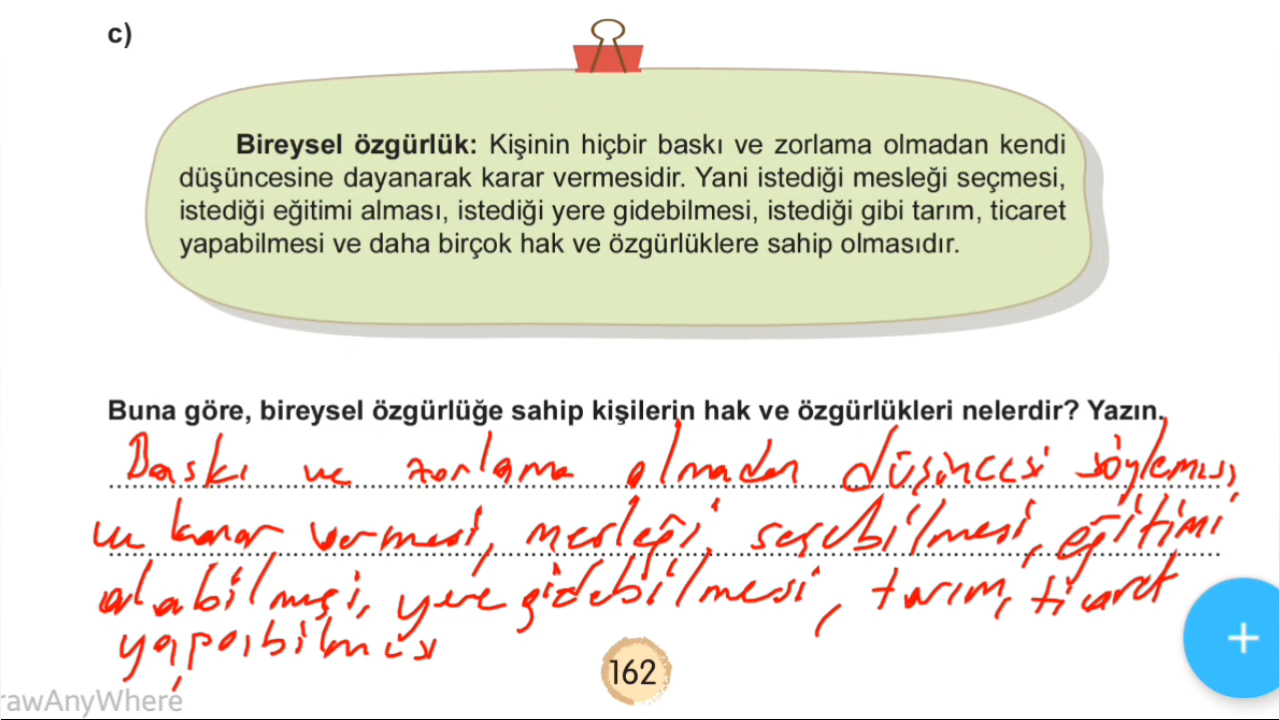 c)
Bireysel özgürlük: Kişinin hiçbir baskı ve zorlama olmadan kendi
düşüncesine dayanarak karar vermesidir. Yani istediği mesleği seçmesi,
istediği eğitimi alması, istediği yere gidebilmesi, istediği gibi tarım, ticaret
yapabilmesi ve daha birçok hak ve özgürlüklere sahip olmasıdır.
Buna göre, bireysel özgürlüğe sahip kişilerin hak ve özgürlükleri nelerdir? Yazın.
Baskı ve zorlama olmadan düşüncesi söylemesi,
ve karar vermesi, mesleği seçebilmesi, eğitimi
alabilmesi, yere gidebilmesi, tarım, ticaret
yapabilmesi
162
rawAnyWhere
+